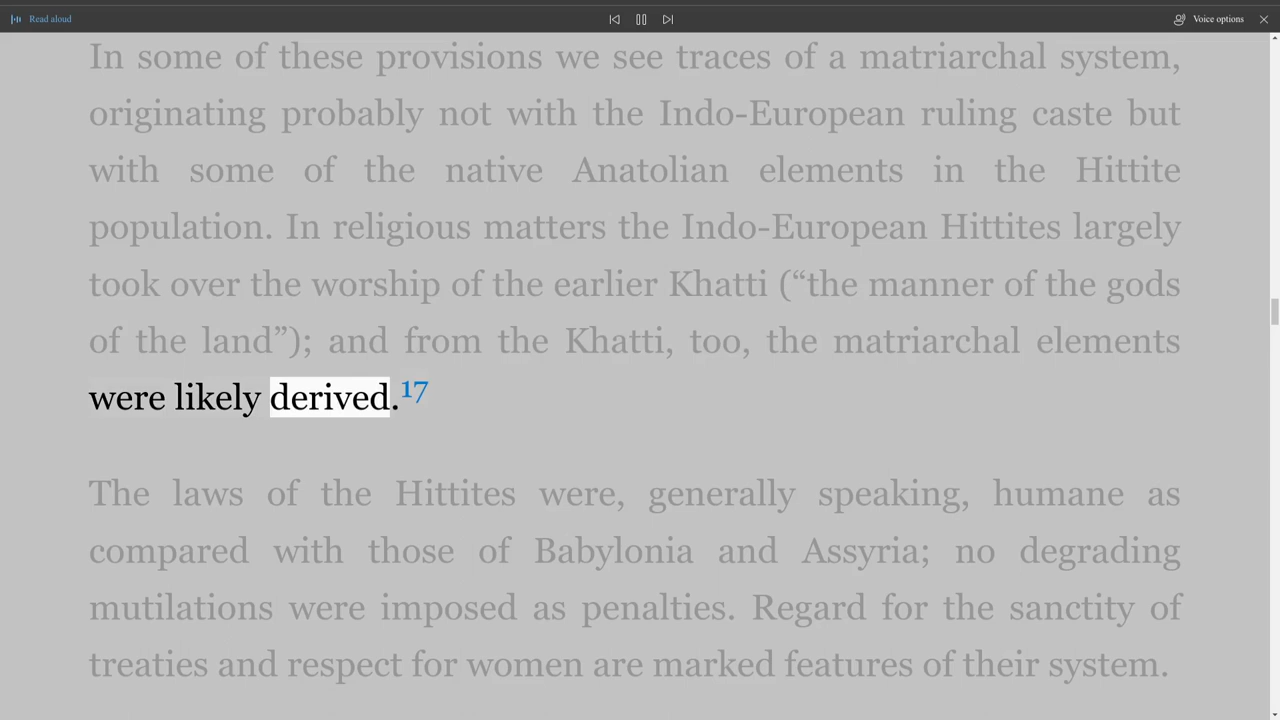 Read aloud
Voice options
In some of these provisions we see traces of a matriarchal system,
originating probably not with the Indo-European ruling caste but
with some of the native Anatolian elements in the Hittite
population. In religious matters the Indo-European Hittites largely
took over the worship of the earlier Khatti (“the manner of the gods
of the land”); and from the Khatti, too, the matriarchal elements
were likely derived.17
The laws of the Hittites were, generally speaking, humane as
compared with those of Babylonia and Assyria; no degrading
mutilations were imposed as penalties. Regard for the sanctity of
treaties and respect for women are marked features of their system.